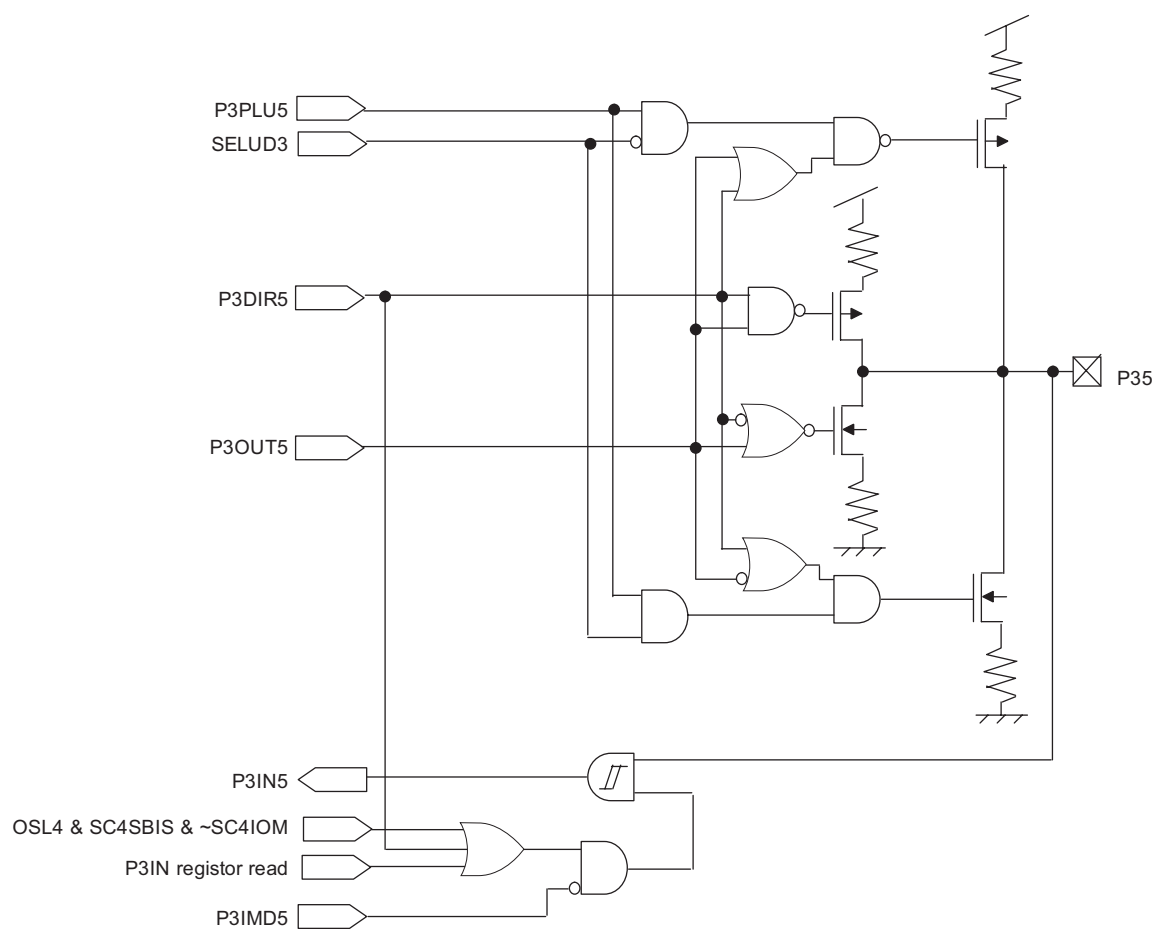 P3PLU5
SELUD3
P3DIR5
P35
P3OUT5
P3IN5
OSL4 & SC4SBIS & ~SC4IOM
P3IN registor read
P3IMD5